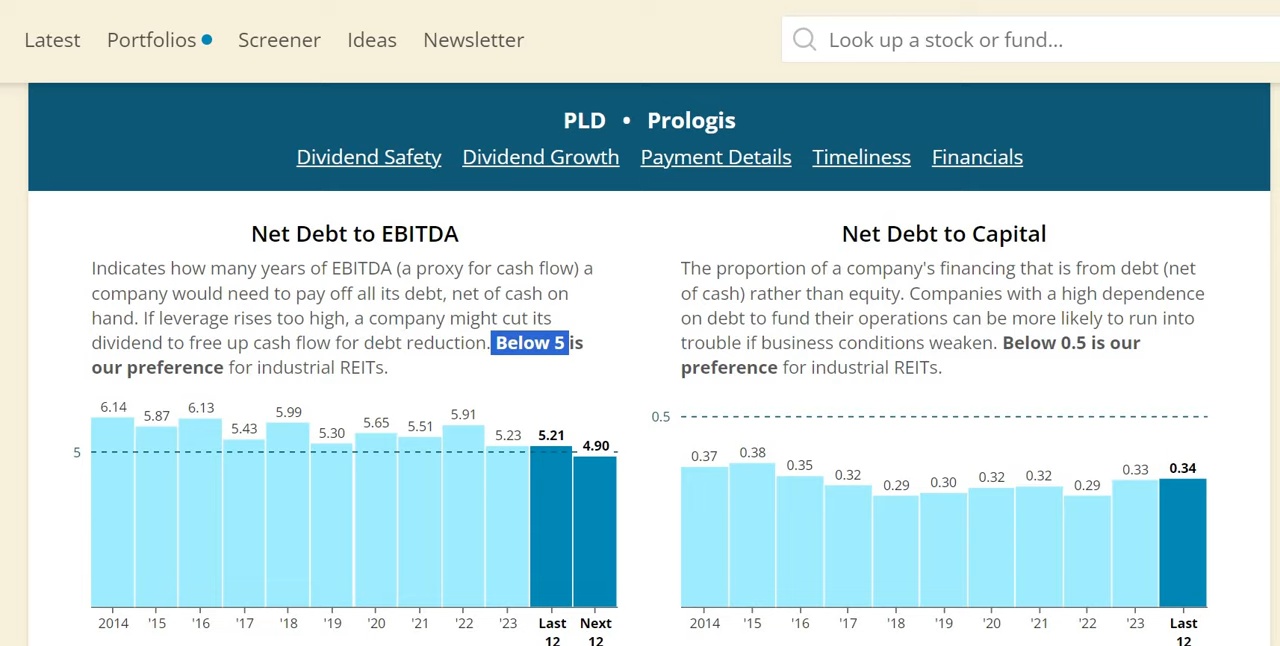 Latest Portfolios Screener Ideas Newsletter Look up a stock or fund...
PLD • Prologis
Dividend Safety Dividend Growth Payment Details Timeliness Financials
Net Debt to EBITDA
Indicates how many years of EBITDA (a proxy for cash flow) a
company would need to pay off all its debt, net of cash on
hand. If leverage rises too high, a company might cut its
dividend to free up cash flow for debt reduction. Below 5 is
our preference for industrial REITs.
6.14 5.87 6.13 5.43 5.99 5.30 5.65 5.51 5.91 5.23 5.21 4.90
5
2014 '15 '16 '17 '18 '19 '20 '21 '22 '23 Last Next
12 12
Net Debt to Capital
The proportion of a company's financing that is from debt (net
of cash) rather than equity. Companies with a high dependence
on debt to fund their operations can be more likely to run into
trouble if business conditions weaken. Below 0.5 is our
preference for industrial REITs.
0.5
0.37 0.38 0.35 0.32 0.29 0.30 0.32 0.32 0.29 0.33 0.34
2014 '15 '16 '17 '18 '19 '20 '21 '22 '23 Last
12